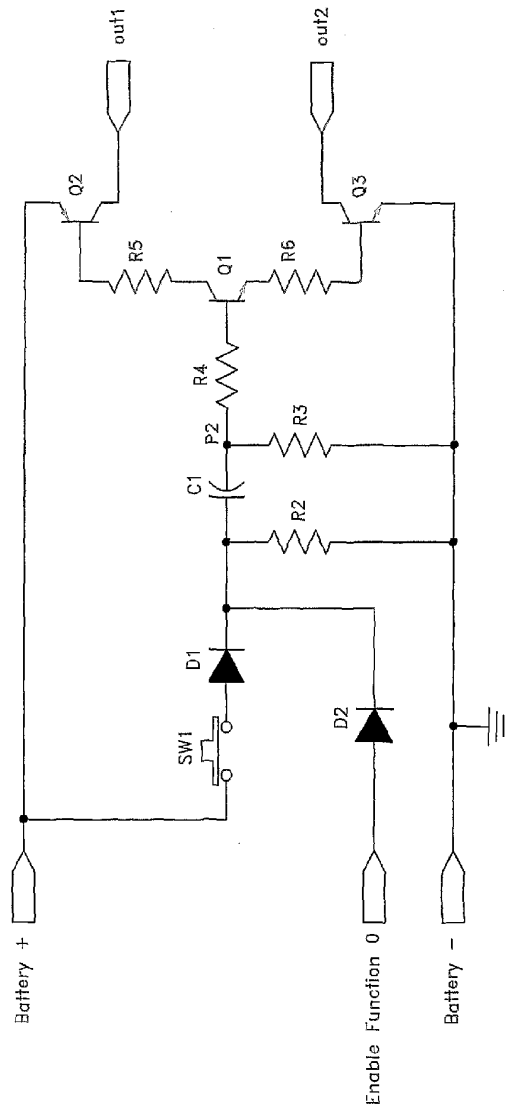 Battery +
SW1
D1
C1
P2
R4
Q1
R5
Q2
out1
Enable Function 0
D2
R2
R3
R6
Q3
out2
Battery -